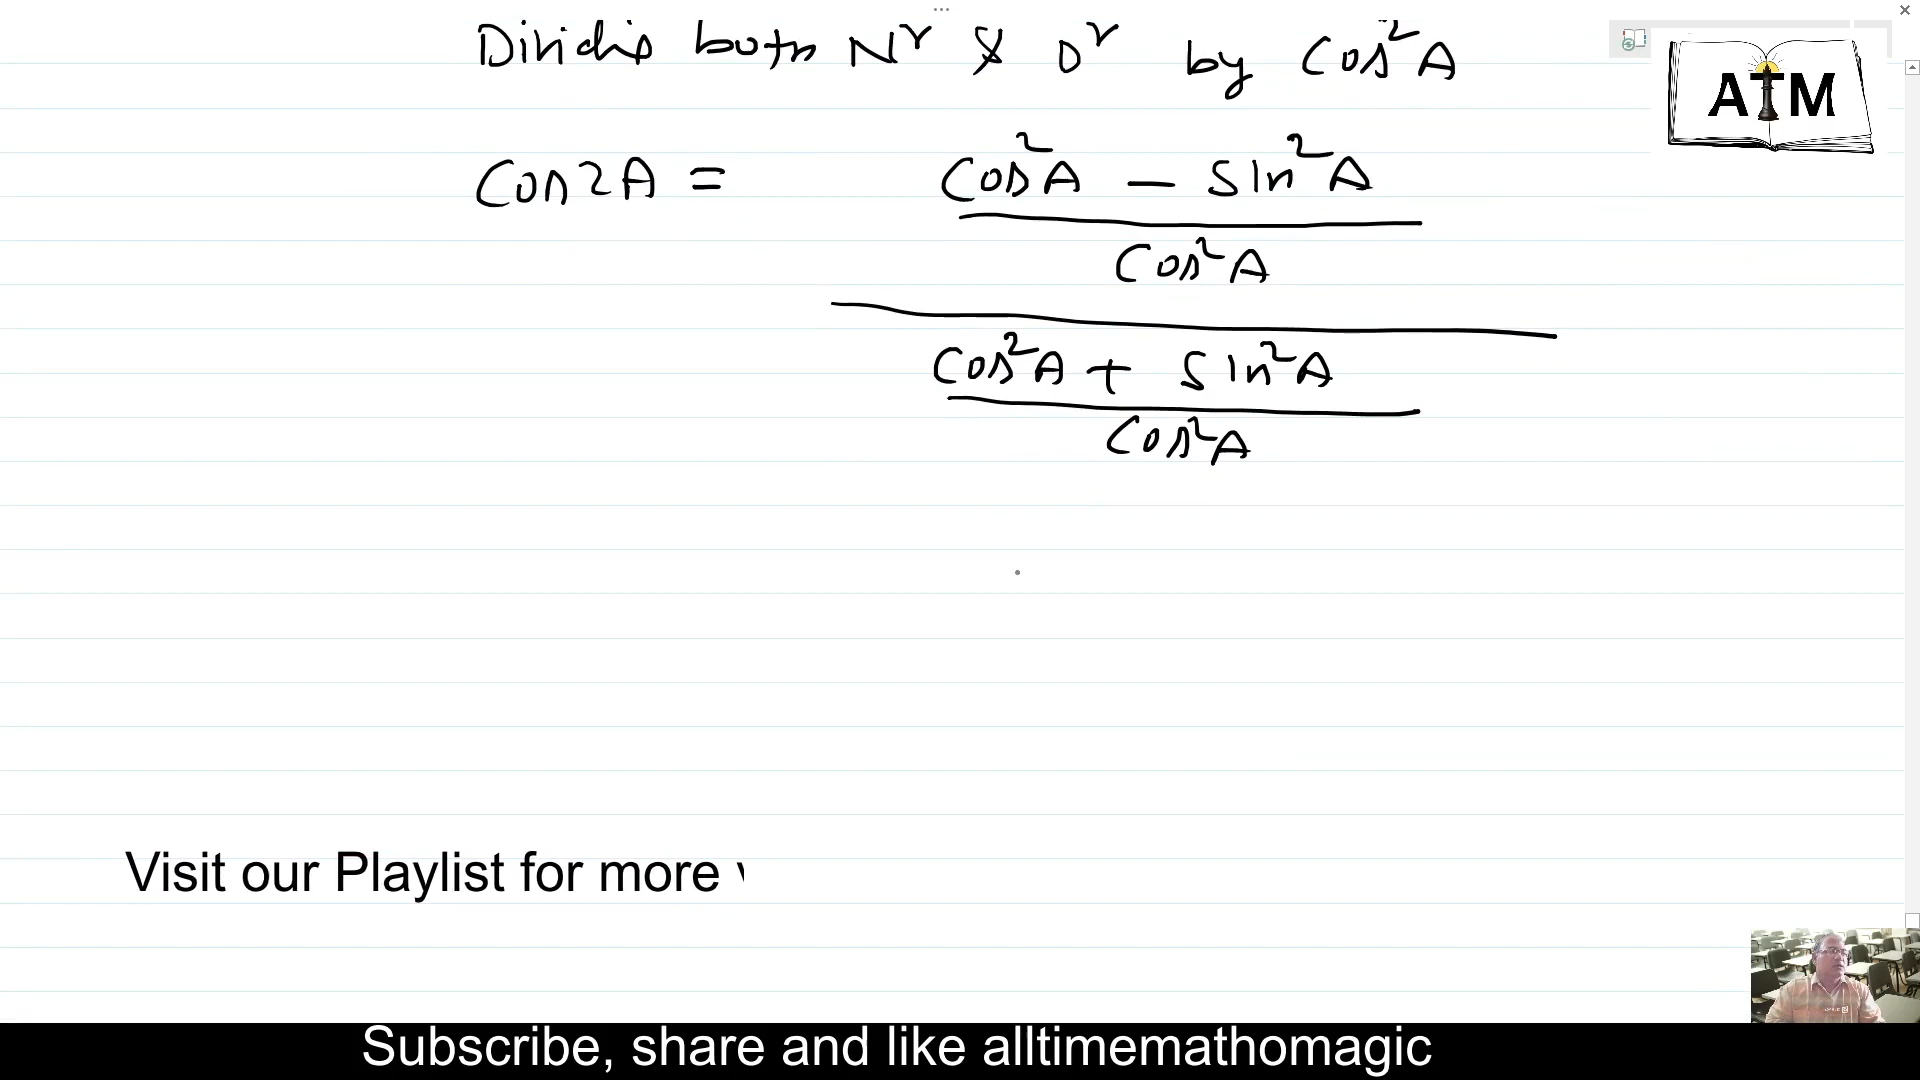 Dividing both Nʳ & Dʳ by Cos²A
ATM
Cos2A = Cos²A − Sin²A
Cos²A
Cos²A + Sin²A
Cos²A
Visit our Playlist for more
Subscribe, share and like alltimemathomagic